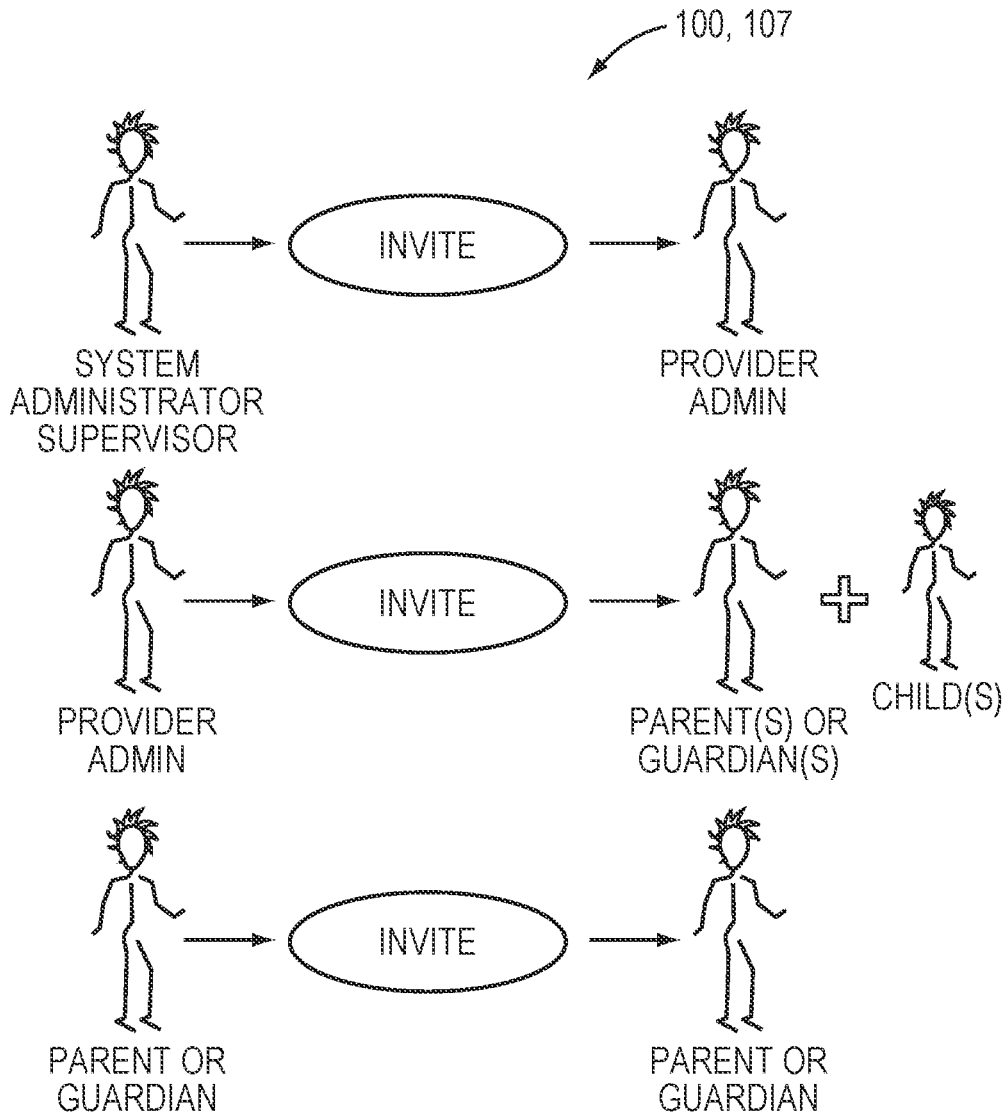 100, 107
INVITE
SYSTEM
ADMINISTRATOR
SUPERVISOR
PROVIDER
ADMIN
INVITE
PROVIDER
ADMIN
PARENT(S) OR
GUARDIAN(S)
CHILD(S)
INVITE
PARENT OR
GUARDIAN
PARENT OR
GUARDIAN